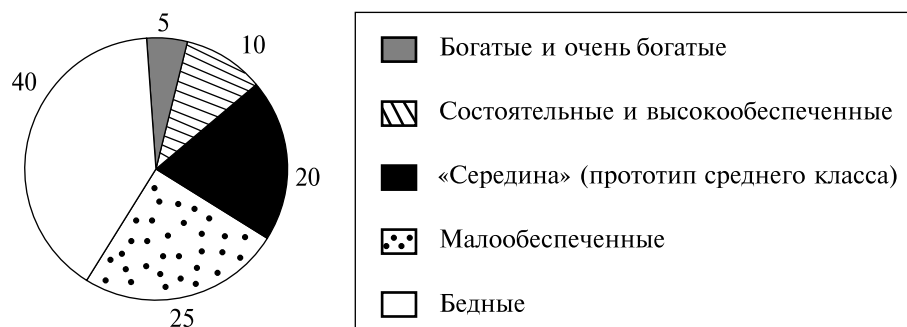 5
10
40
20
25
Богатые и очень богатые
Состоятельные и высокообеспеченные
«Середина» (прототип среднего класса)
Малообеспеченные
Бедные